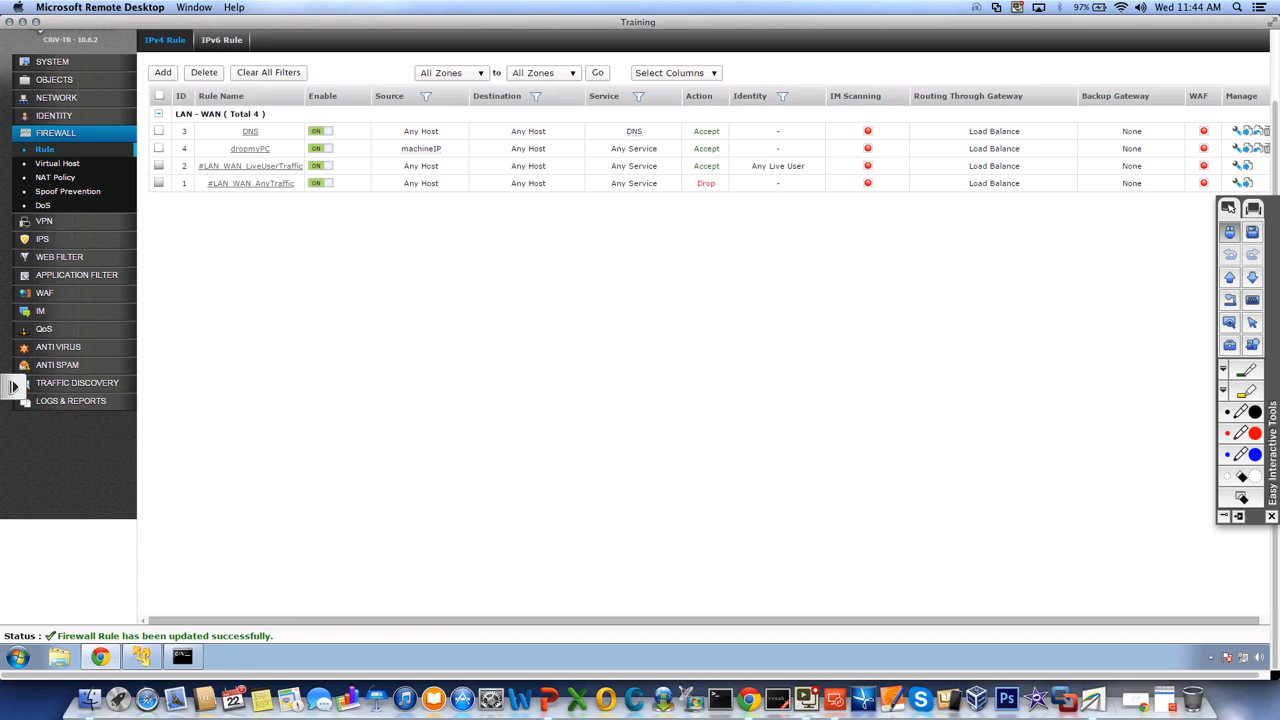 Microsoft Remote Desktop Window Help 97% Wed 11:44 AM
Training
CRiV-TR - 10.6.2
IPv4 Rule IPv6 Rule
SYSTEM
OBJECTS
NETWORK
IDENTITY
FIREWALL
Rule
Virtual Host
NAT Policy
Spoof Prevention
DoS
VPN
IPS
WEB FILTER
APPLICATION FILTER
WAF
IM
QoS
ANTI VIRUS
ANTI SPAM
TRAFFIC DISCOVERY
LOGS & REPORTS
Add Delete Clear All Filters All Zones to All Zones Go Select Columns
ID Rule Name Enable Source Destination Service Action Identity IM Scanning Routing Through Gateway Backup Gateway WAF Manage
LAN - WAN ( Total 4 )
3 DNS ON Any Host Any Host DNS Accept - Load Balance None
4 dropmyPC ON machineIP Any Host Any Service Accept - Load Balance None
2 #LAN_WAN_LiveUserTraffic ON Any Host Any Host Any Service Accept Any Live User Load Balance None
1 #LAN_WAN_AnyTraffic ON Any Host Any Host Any Service Drop - Load Balance None
Easy Interactive Tools
Status : Firewall Rule has been updated successfully.